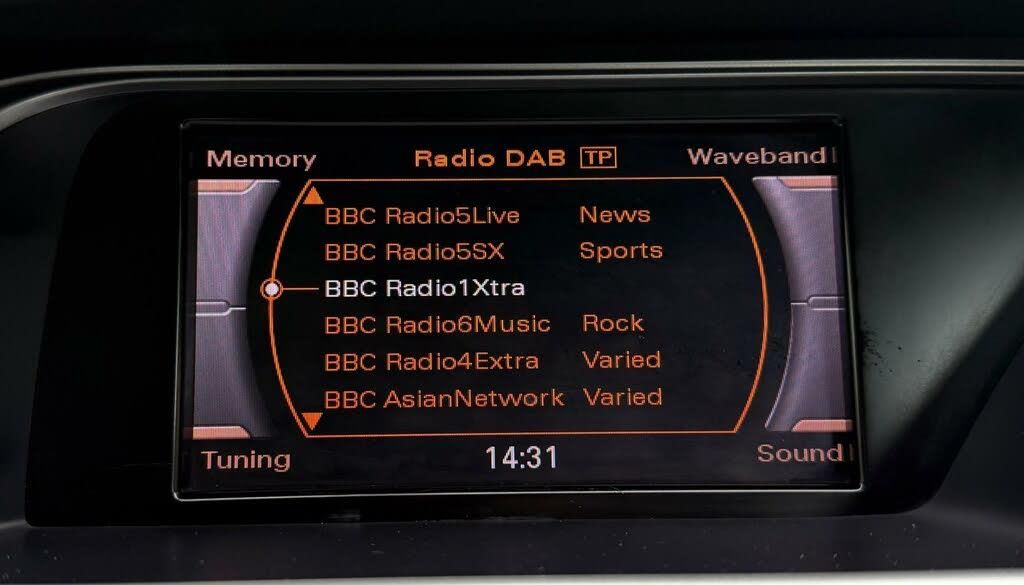 Memory Radio DAB TP Waveband
BBC Radio5Live News
BBC Radio5SX Sports
BBC Radio1Xtra
BBC Radio6Music Rock
BBC Radio4Extra Varied
BBC AsianNetwork Varied
Tuning 14:31 Sound